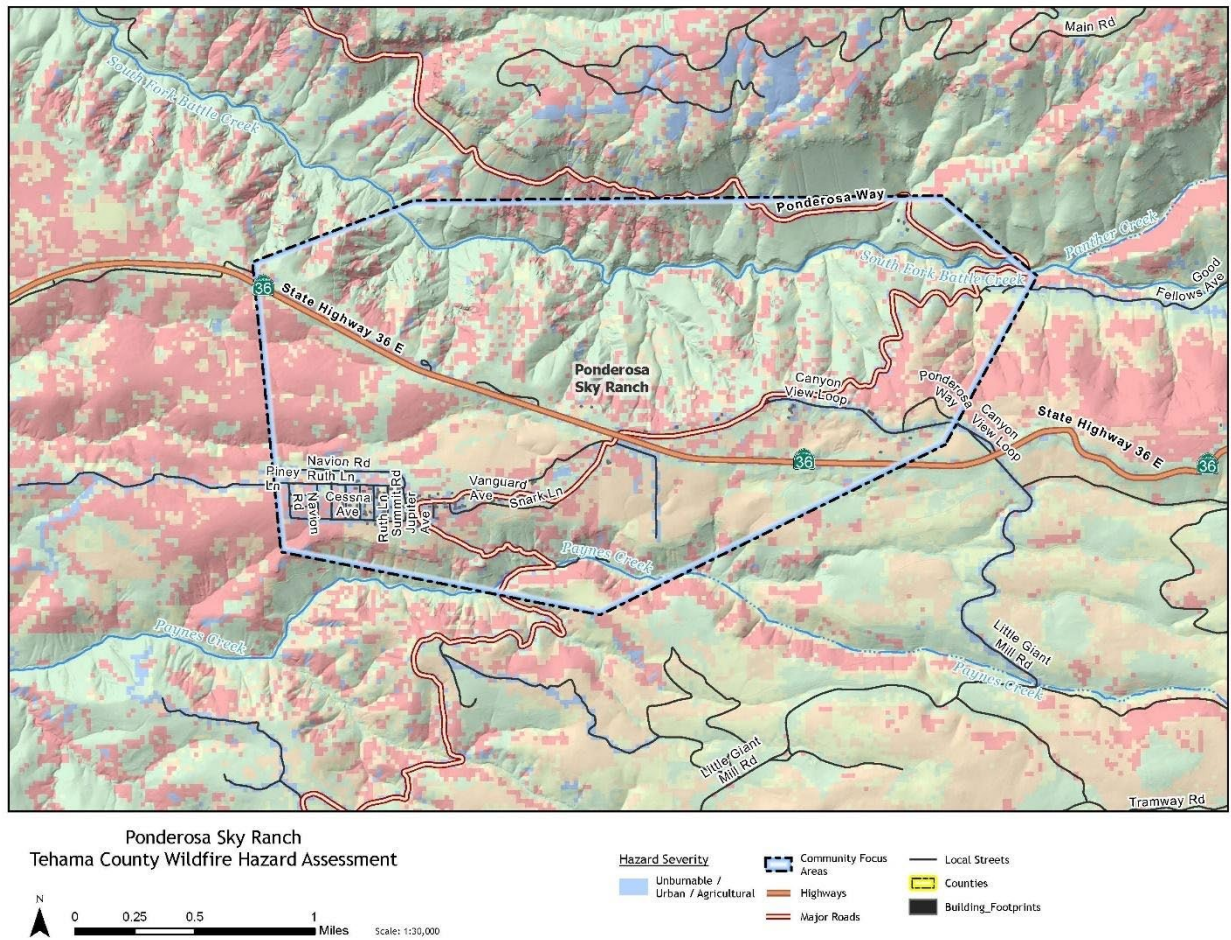 Main Rd
South Fork Battle Creek
Ponderosa Way
Panther Creek
South Fork Battle Creek
Good
Fellows Ave
36
State Highway 36 E
Ponderosa
Sky Ranch
Canyon
View Loop
Ponderosa
Way
Canyon
View Loop
State Highway 36 E
36
36
Navion Rd
Piney
Ln
Ruth Ln
Navion
Rd
Cessna
Ave
Ruth Ln
Summit Rd
Jupiter
Ave
Vanguard
Ave
Snark Ln
Paynes Creek
Paynes Creek
Little Giant
Mill Rd
Paynes Creek
Little Giant
Mill Rd
Tramway Rd
Ponderosa Sky Ranch
Tehama County Wildfire Hazard Assessment
N
0 0.25 0.5 1
Miles
Scale: 1:30,000
Hazard Severity
Unburnable /
Urban / Agricultural
Community Focus
Areas
Highways
Major Roads
Local Streets
Counties
Building_Footprints